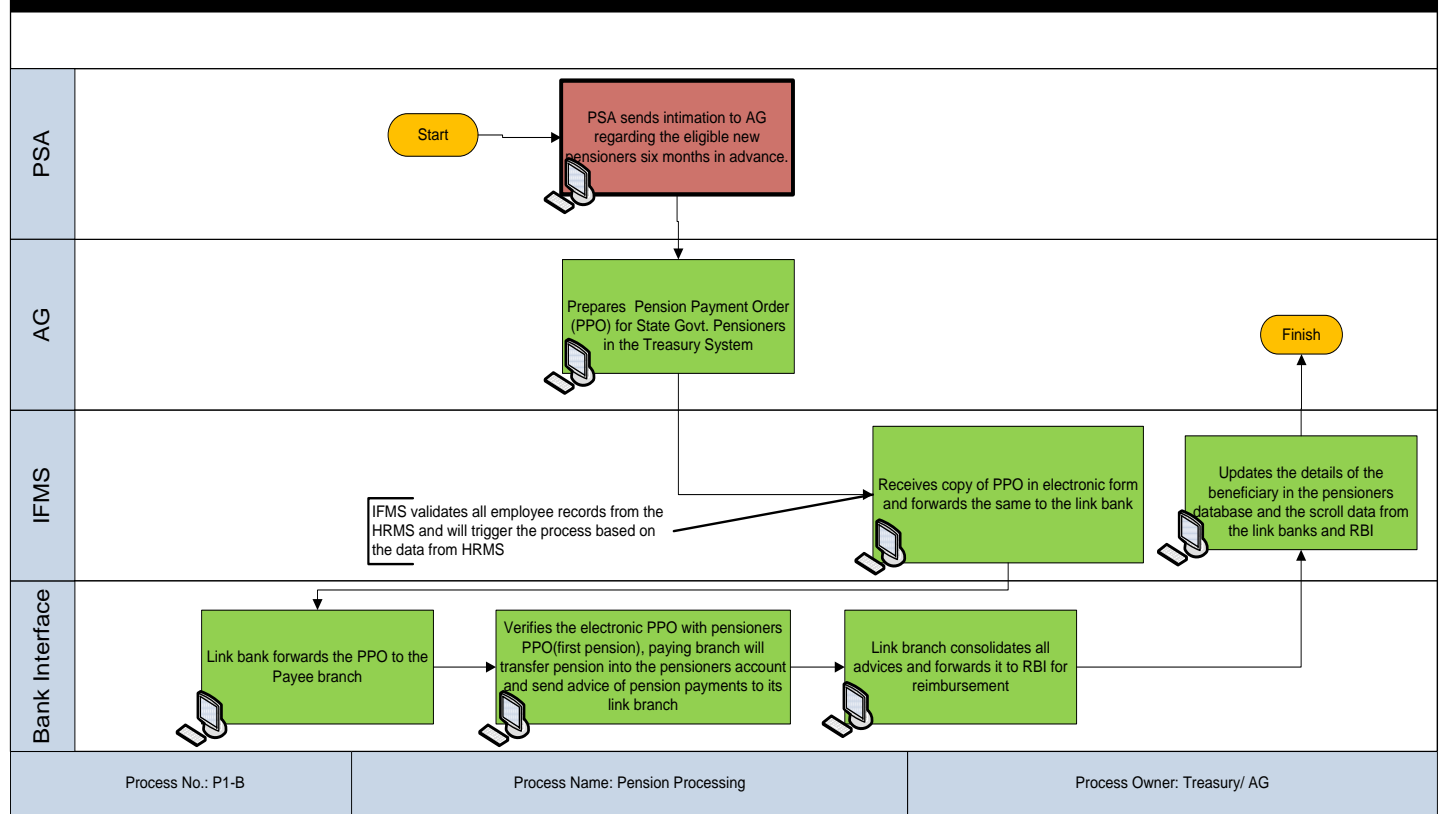 PSA
Start
PSA sends intimation to AG
regarding the eligible new
pensioners six months in advance.
AG
Prepares Pension Payment Order
(PPO) for State Govt. Pensioners
in the Treasury System
Finish
IFMS
IFMS validates all employee records from the
HRMS and will trigger the process based on
the data from HRMS
Receives copy of PPO in electronic form
and forwards the same to the link bank
Updates the details of the
beneficiary in the pensioners
database and the scroll data from
the link banks and RBI
Bank Interface
Link bank forwards the PPO to the
Payee branch
Verifies the electronic PPO with pensioners
PPO(first pension), paying branch will
transfer pension into the pensioners account
and send advice of pension payments to its
link branch
Link branch consolidates all
advices and forwards it to RBI for
reimbursement
Process No.: P1-B
Process Name: Pension Processing
Process Owner: Treasury/ AG